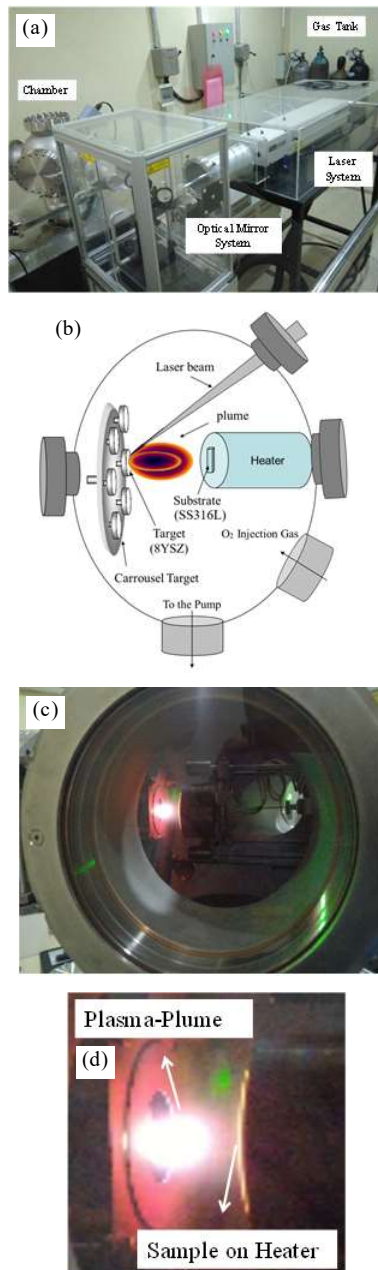 (a)
Gas Tank
Chamber
Laser
System
Optical Mirror
System
(b)
Laser beam
plume
Heater
Substrate
(SS316L)
Target
(8YSZ)
O₂ Injection Gas
Carrousel Target
To the Pump
(c)
Plasma-Plume
(d)
Sample on Heater